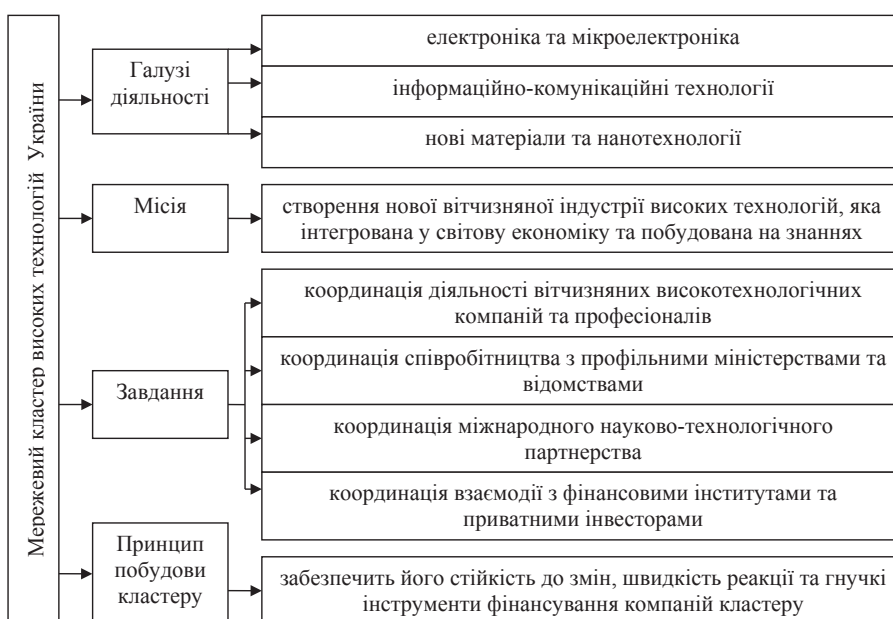 Мережевий кластер високих технологій України
Галузі
діяльності
електроніка та мікроелектроніка
інформаційно-комунікаційні технології
нові матеріали та нанотехнології
Місія
створення нової вітчизняної індустрії високих технологій, яка
інтегрована у світову економіку та побудована на знаннях
Завдання
координація діяльності вітчизняних високотехнологічних
компаній та професіоналів
координація співробітництва з профільними міністерствами та
відомствами
координація міжнародного науково-технологічного
партнерства
координація взаємодії з фінансовими інститутами та
приватними інвесторами
Принцип
побудови
кластеру
забезпечить його стійкість до змін, швидкість реакції та гнучкі
інструменти фінансування компаній кластеру